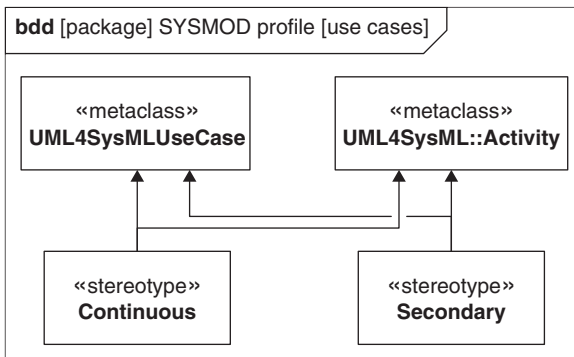 bdd [package] SYSMOD profile [use cases]
«metaclass»
UML4SysMLUseCase
«metaclass»
UML4SysML::Activity
«stereotype»
Continuous
«stereotype»
Secondary